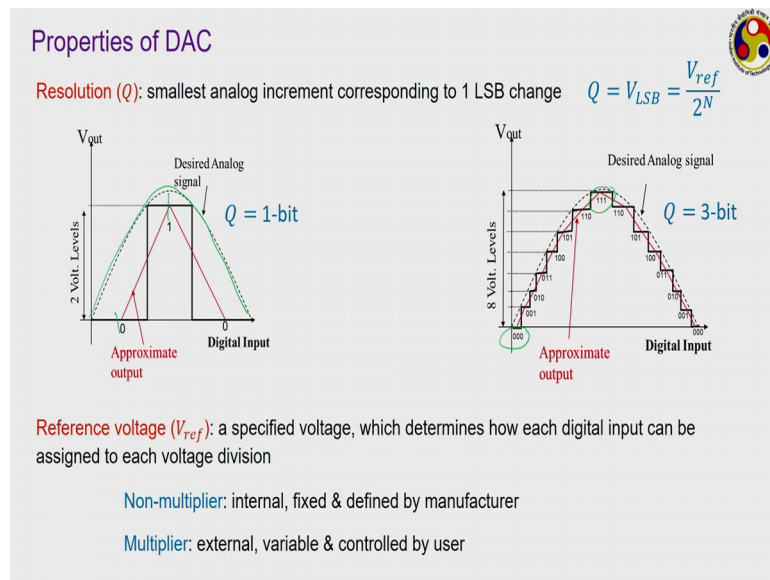 Properties of DAC
Resolution (Q): smallest analog increment corresponding to 1 LSB change
Q = V_LSB = V_ref / 2^N
Vout
Desired Analog
signal
Q = 1-bit
2 Volt. Levels
1
0
0
Approximate
output
Digital Input
Vout
Desired Analog signal
Q = 3-bit
8 Volt. Levels
111
110
110
101
101
100
100
011
011
010
010
001
001
000
000
Approximate
output
Digital Input
Reference voltage (V_ref): a specified voltage, which determines how each digital input can be
assigned to each voltage division
Non-multiplier: internal, fixed & defined by manufacturer
Multiplier: external, variable & controlled by user